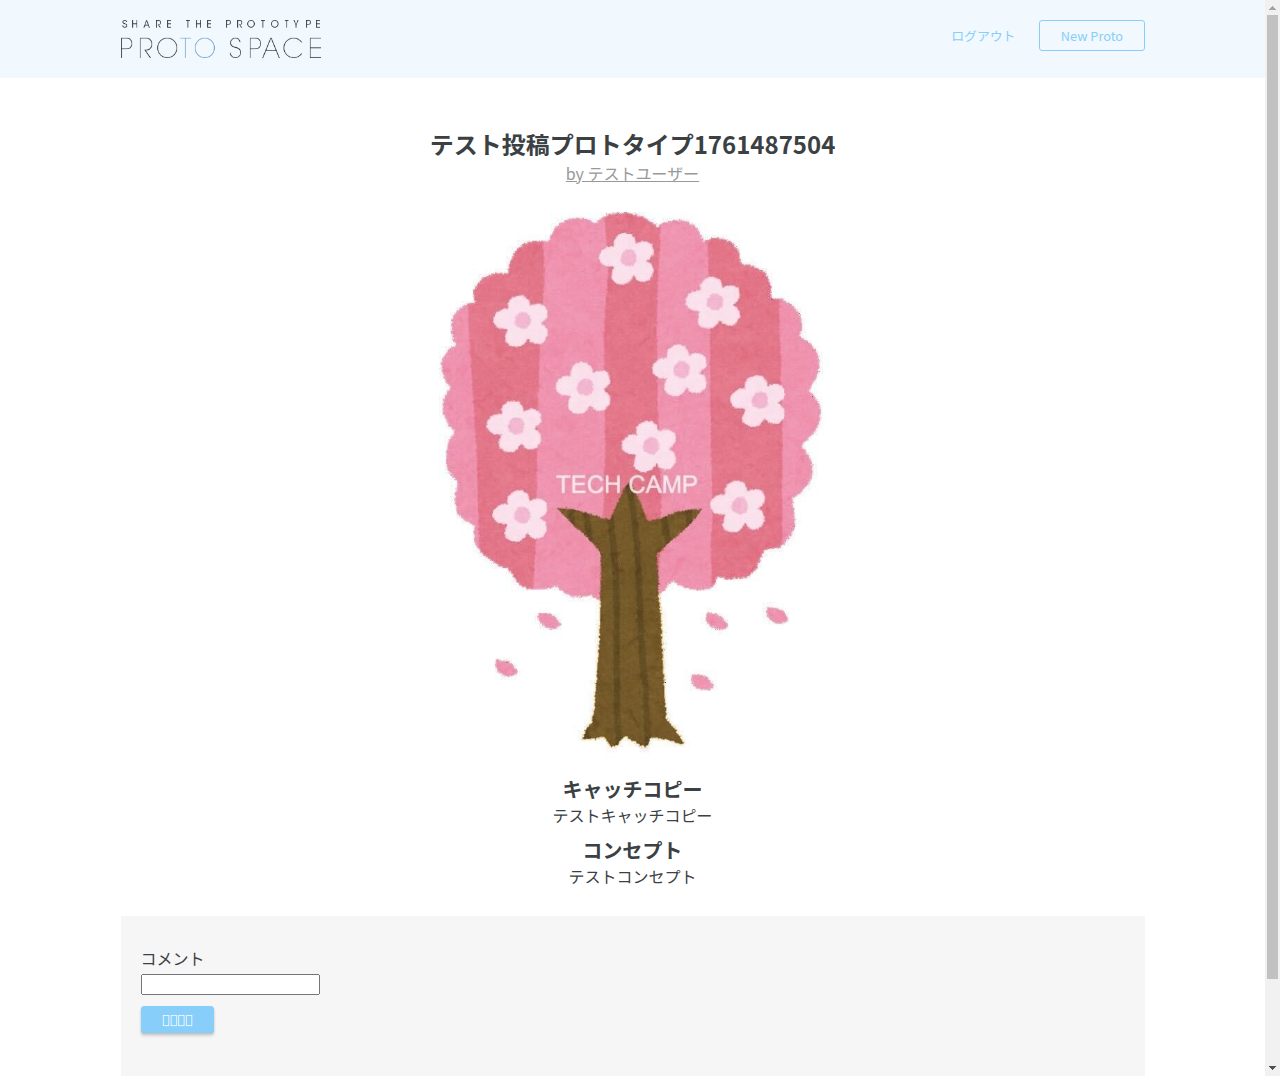 SHARE THE PROTOTYPE
PROTO SPACE
ログアウト
New Proto
テスト投稿プロトタイプ1761487504
by テストユーザー
TECH CAMP
キャッチコピー
テストキャッチコピー
コンセプト
テストコンセプト
コメント